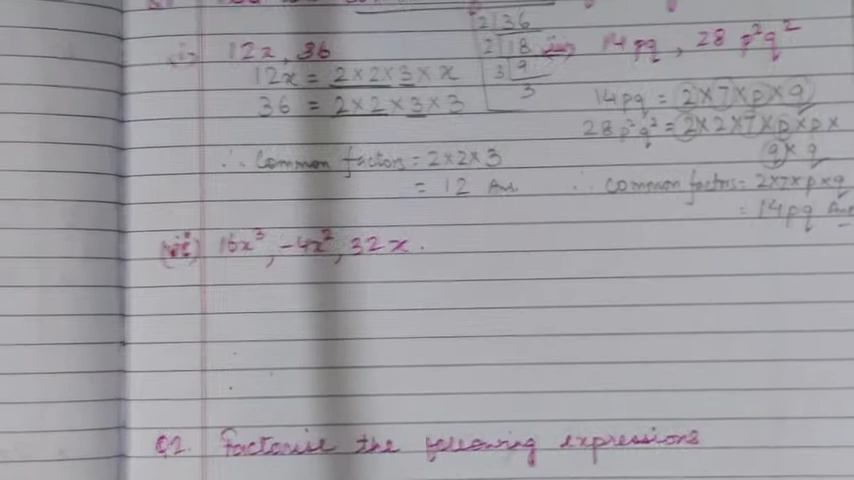 (i) 12x, 36
12x = 2×2×3×x
36 = 2×2×3×3
∴ Common factors = 2×2×3
= 12 Ans.
2|36
2|18
3|9
3
14pq, 28p²q²
14pq = 2×7×p×q
28p²q² = 2×2×7×p×p×
q×q
∴ common factors = 2×7×p×q
= 14pq Ans
16x³, -4x², 32x.
Q2. Factorise the following expressions